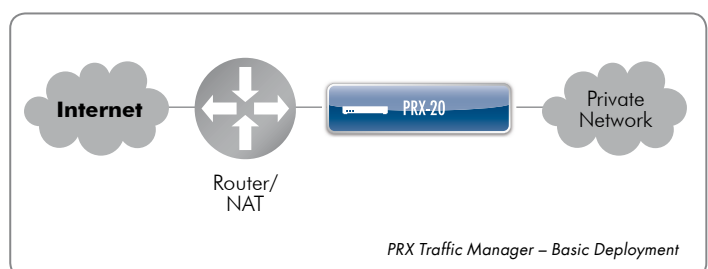 Internet
Router/
NAT
PRX-20
Private
Network
PRX Traffic Manager – Basic Deployment